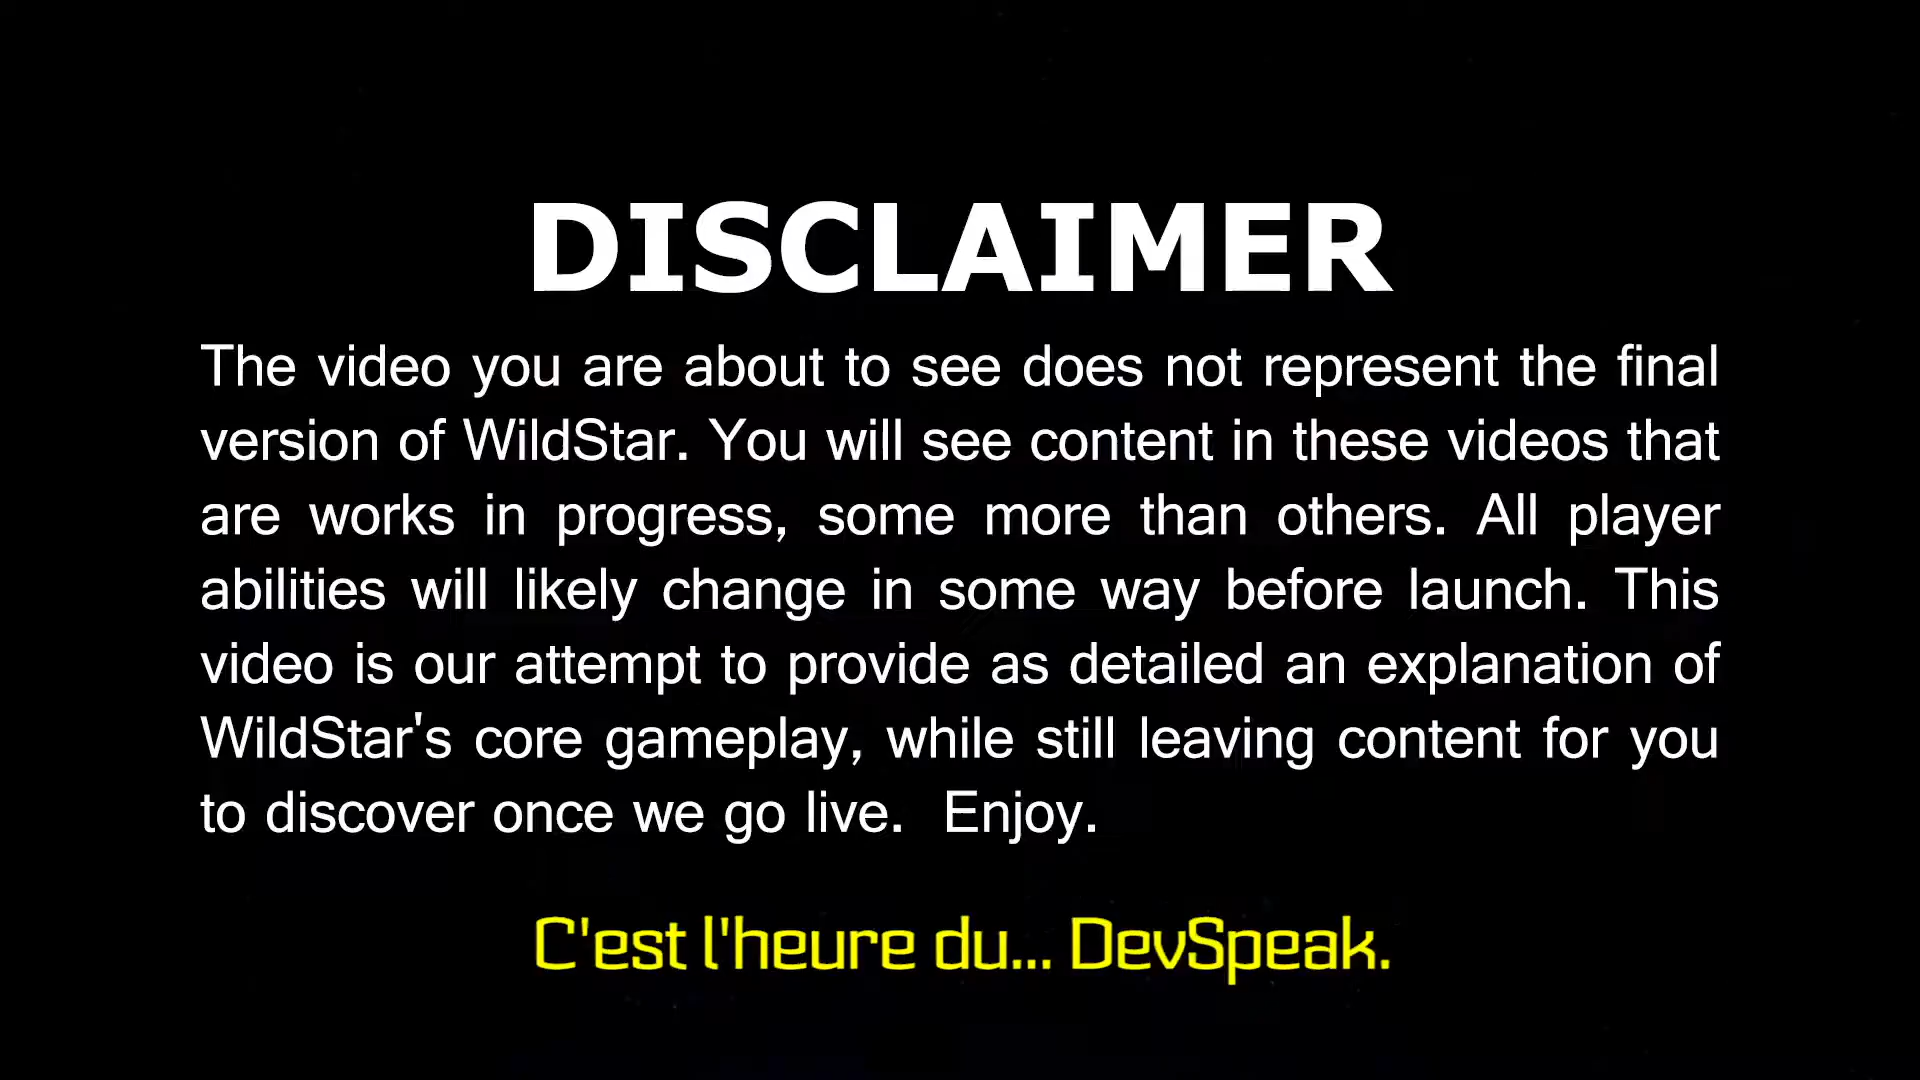 DISCLAIMER
The video you are about to see does not represent the final
version of WildStar. You will see content in these videos that
are works in progress, some more than others. All player
abilities will likely change in some way before launch. This
video is our attempt to provide as detailed an explanation of
WildStar's core gameplay, while still leaving content for you
to discover once we go live.  Enjoy.
C'est l'heure du... DevSpeak.